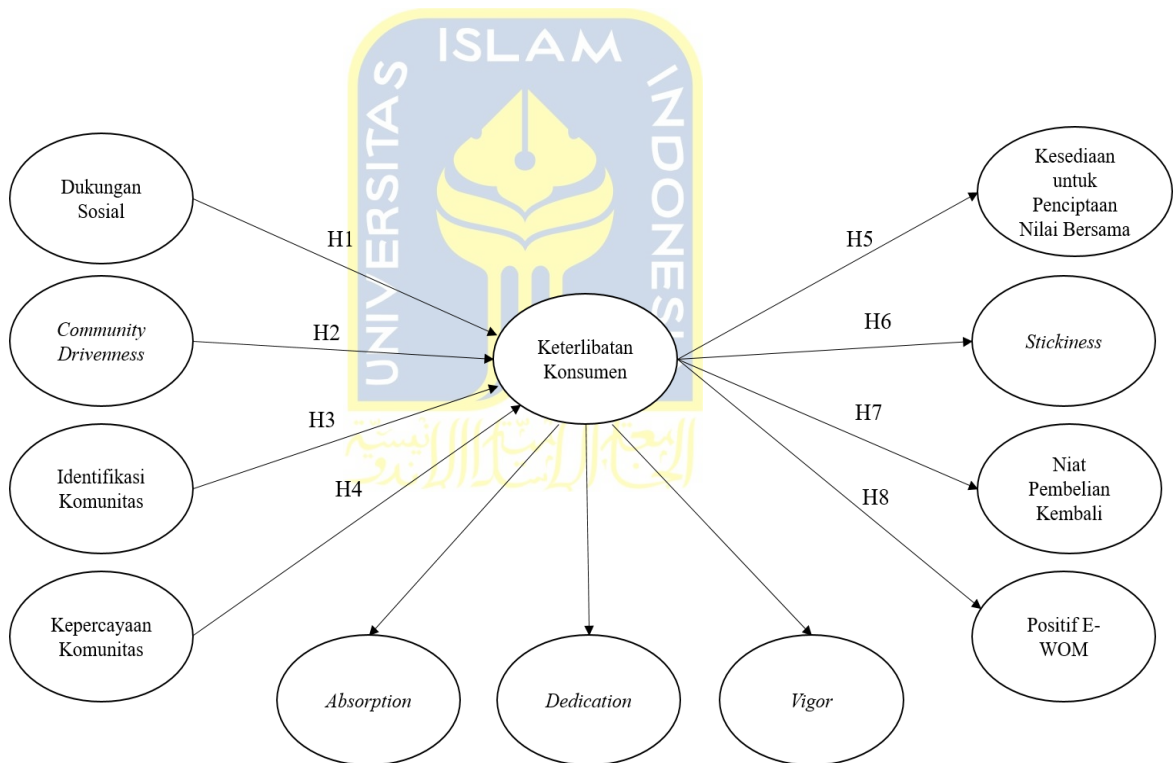 UNIVERSITAS
ISLAM
INDONESI
Dukungan
Sosial
Community
Drivenness
Identifikasi
Komunitas
Kepercayaan
Komunitas
H1
H2
H3
H4
Keterlibatan
Konsumen
Absorption
Dedication
Vigor
H5
H6
H7
H8
Kesediaan
untuk
Penciptaan
Nilai Bersama
Stickiness
Niat
Pembelian
Kembali
Positif E-
WOM